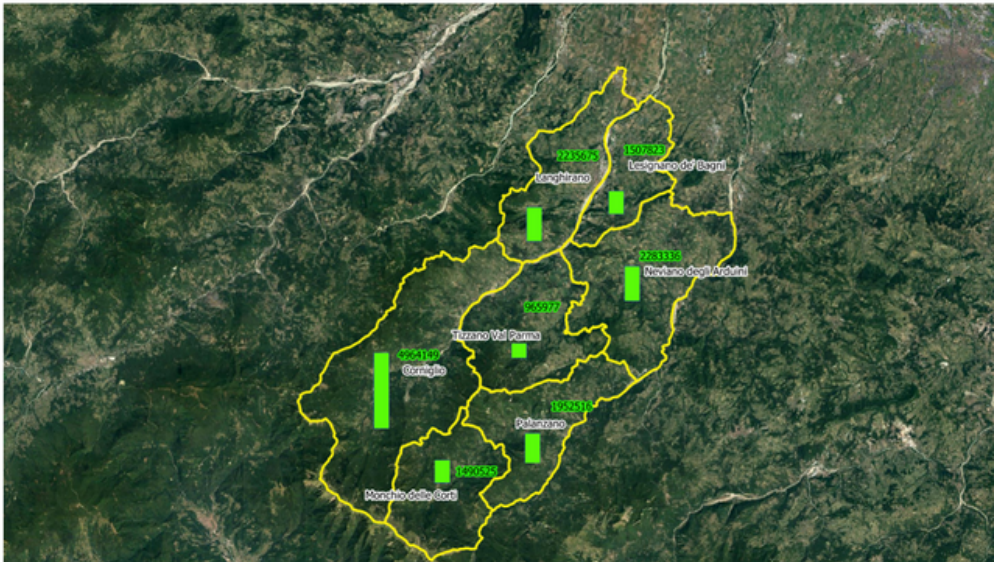 2235675
1507823
Lesignano de' Bagni
Langhirano
2283336
Neviano degli Arduini
965977
Tizzano Val Parma
4964149
Corniglio
1952516
Palanzano
1490525
Monchio delle Corti